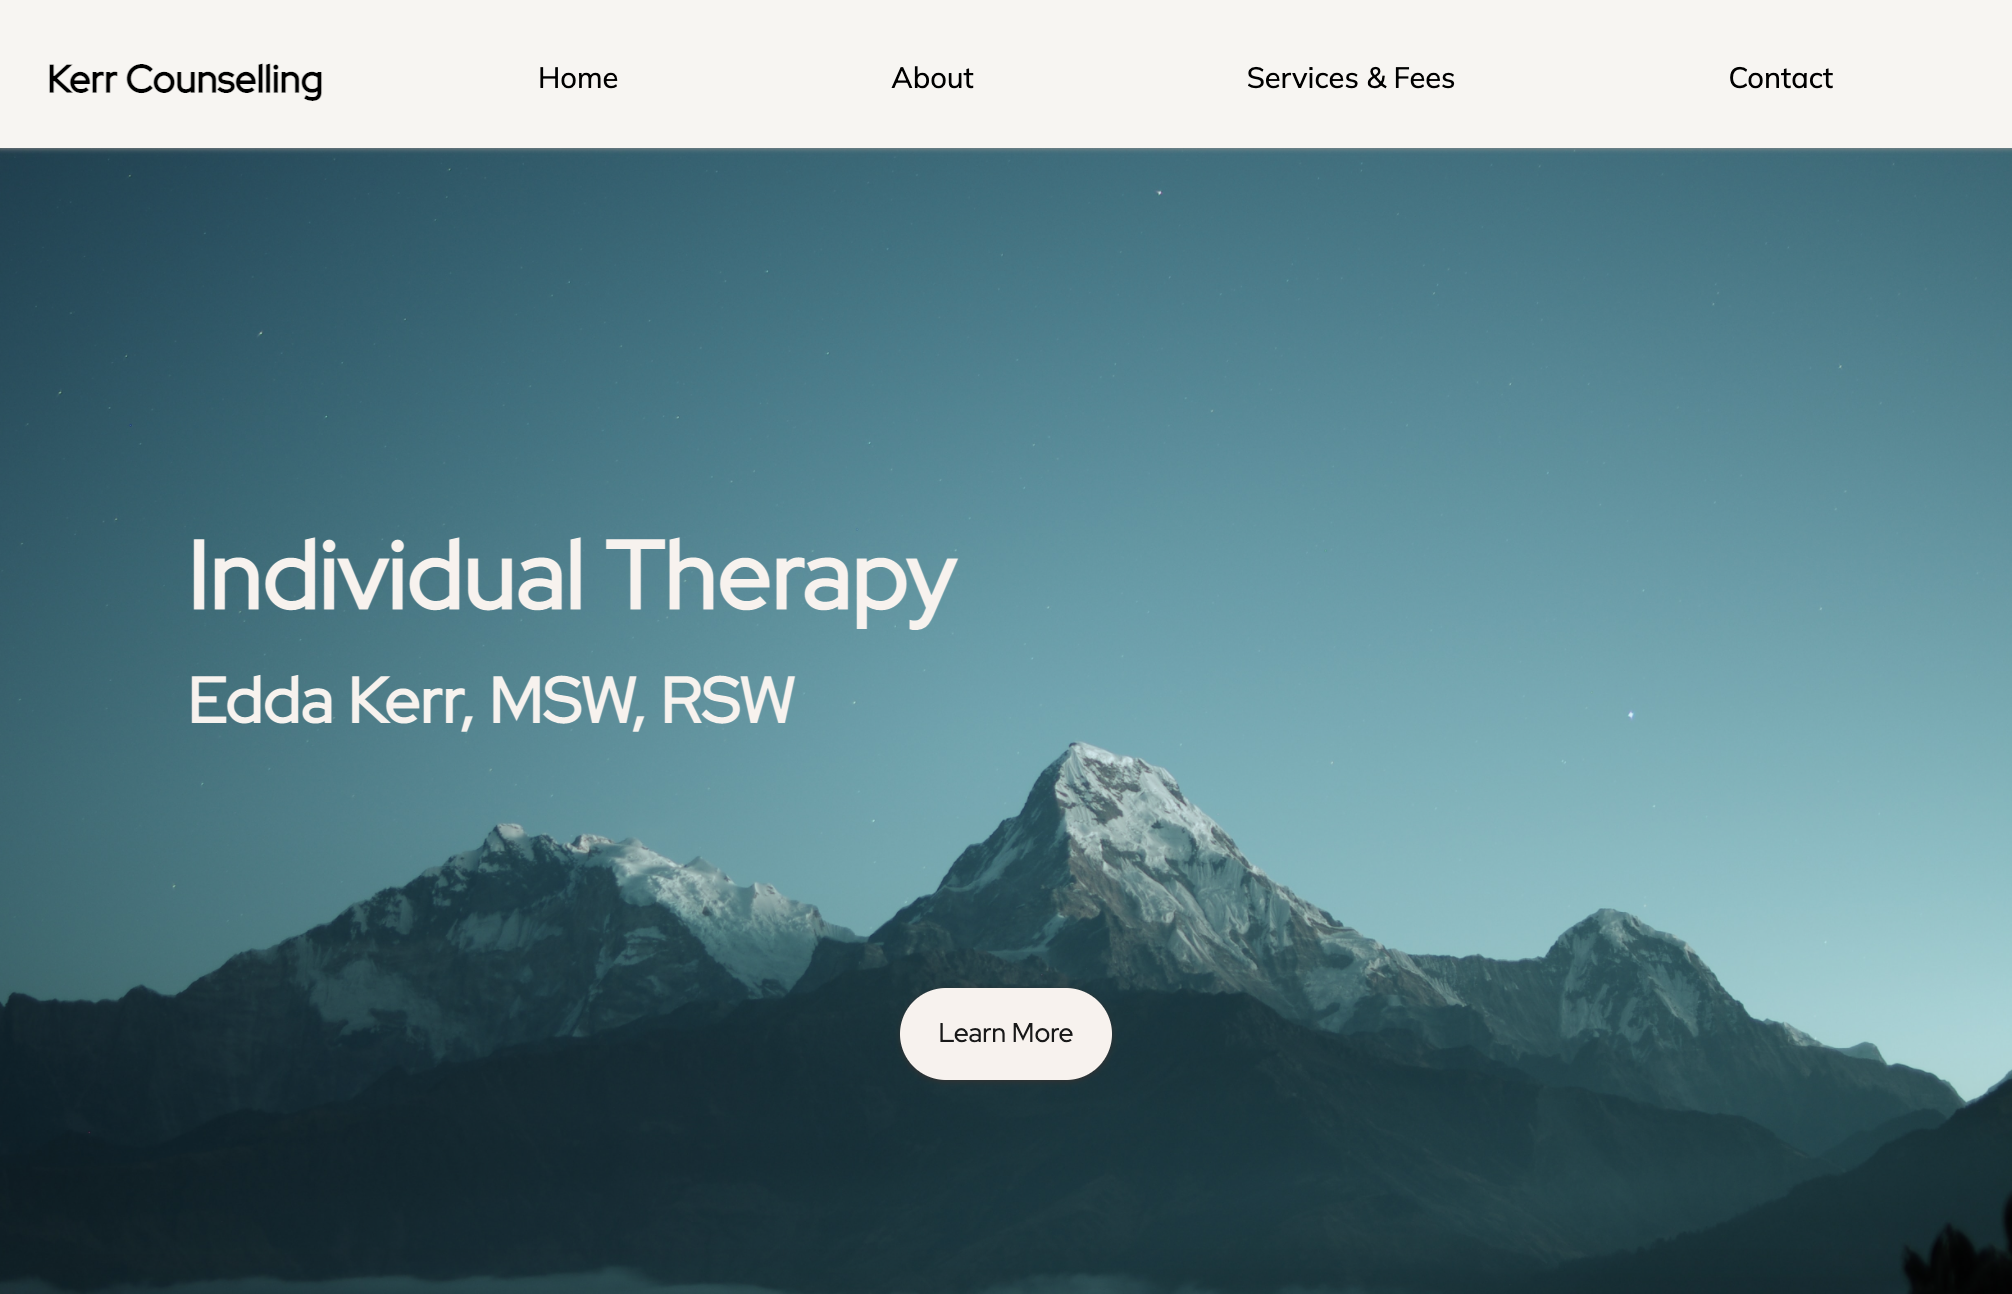 Kerr Counselling
Home
About
Services & Fees
Contact
Individual Therapy
Edda Kerr, MSW, RSW
Learn More